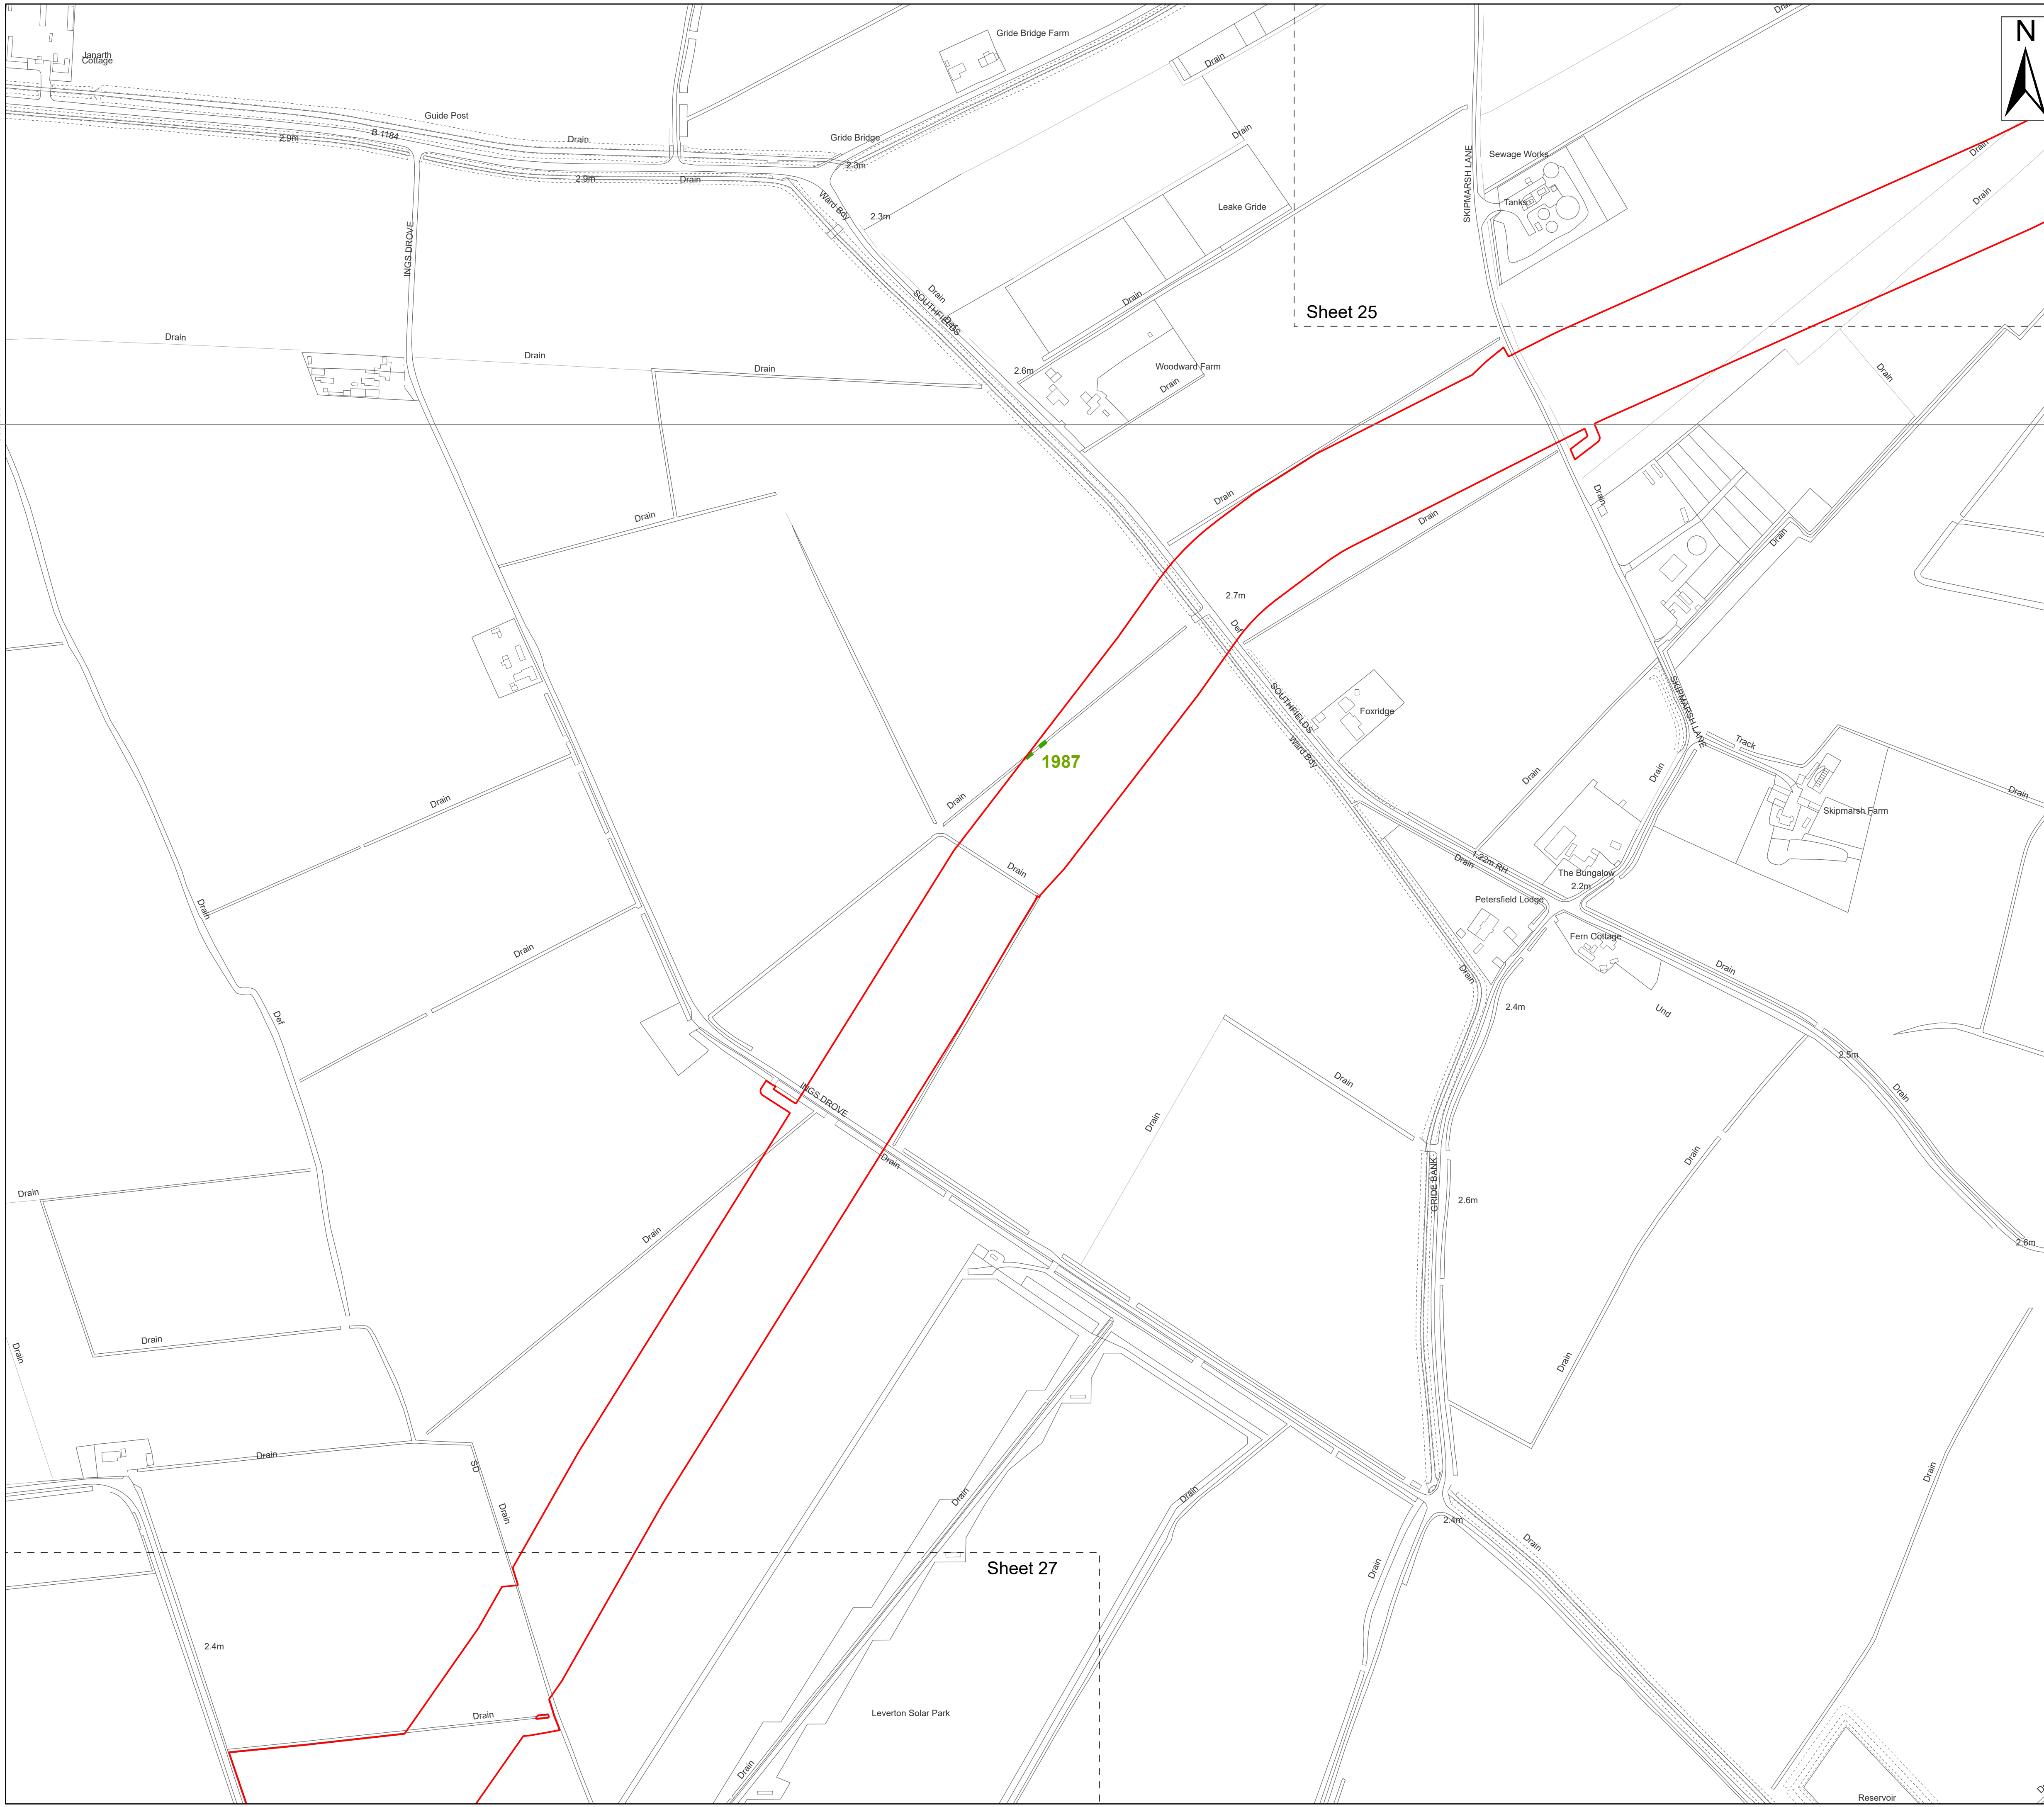 N
Janarth
Cottage
Gride Bridge Farm
Drain
Guide Post
B 1184
2.9m
Drain
Gride Bridge
2.3m
2.9m
Drain
Ward Bdy
2.3m
Drain
Leake Gride
SKIPMARSH LANE
Sewage Works
Tanks
Drain
Drain
INGS DROVE
Drain
SOUTHFIELDS
Drain
Sheet 25
Drain
Drain
Drain
Drain
2.6m
Woodward Farm
Drain
Drain
Drain
Drain
Drain
Drain
Drain
2.7m
Def
SOUTHFIELDS
Foxridge
Ward Bdy
SKIPMARSH LANE
Track
1987
Drain
Drain
Drain
Drain
Drain
Skipmarsh Farm
1.22m RH
Drain
The Bungalow
2.2m
Drain
Petersfield Lodge
Drain
Fern Cottage
Drain
Drain
Drain
2.4m
Und
Def
2.5m
Drain
Drain
INGS DROVE
Drain
Drain
Drain
GRIDE BANK
Drain
2.6m
Drain
2.6m
Drain
Drain
Drain
Drain
SD
Drain
Drain
Drain
Drain
Drain
2.4m
Drain
Sheet 27
Drain
2.4m
Drain
Leverton Solar Park
Drain
Reservoir